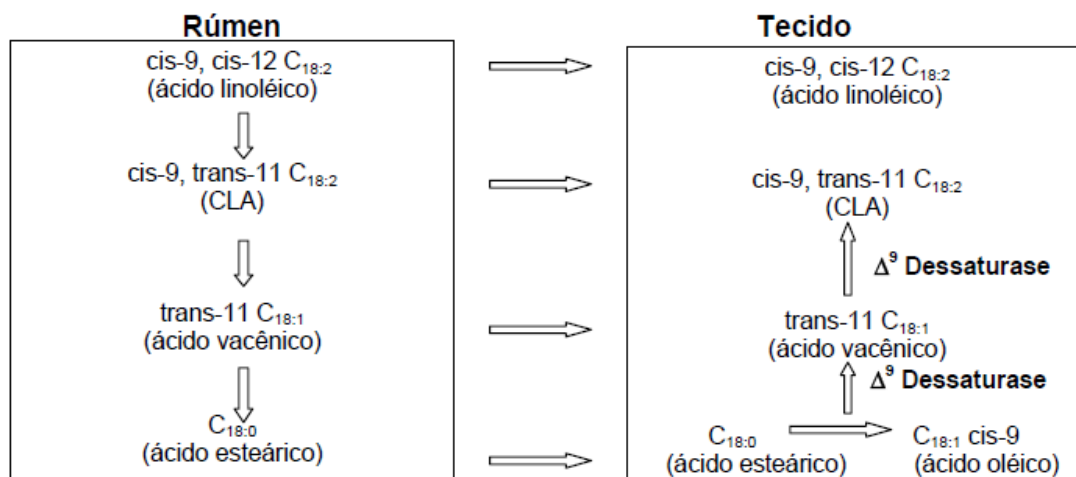 Rúmen
cis-9, cis-12 C18:2
(ácido linoléico)
cis-9, trans-11 C18:2
(CLA)
trans-11 C18:1
(ácido vacênico)
C18:0
(ácido esteárico)
Tecido
cis-9, cis-12 C18:2
(ácido linoléico)
cis-9, trans-11 C18:2
(CLA)
Δ9 Dessaturase
trans-11 C18:1
(ácido vacênico)
Δ9 Dessaturase
C18:0
(ácido esteárico)
C18:1 cis-9
(ácido oléico)